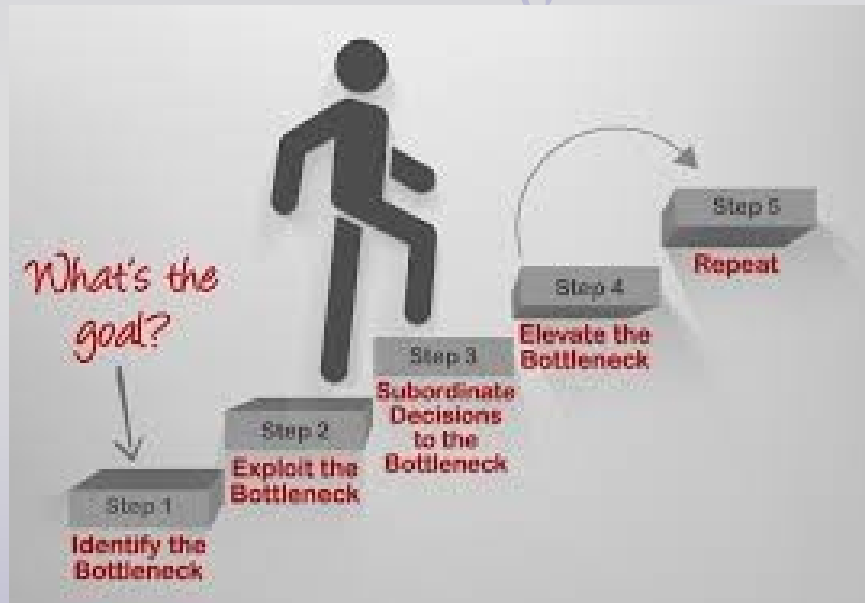 What's the
goal?
Step 1
Identify the
Bottleneck
Step 2
Exploit the
Bottleneck
Step 3
Subordinate
Decisions
to the
Bottleneck
Step 4
Elevate the
Bottleneck
Step 5
Repeat